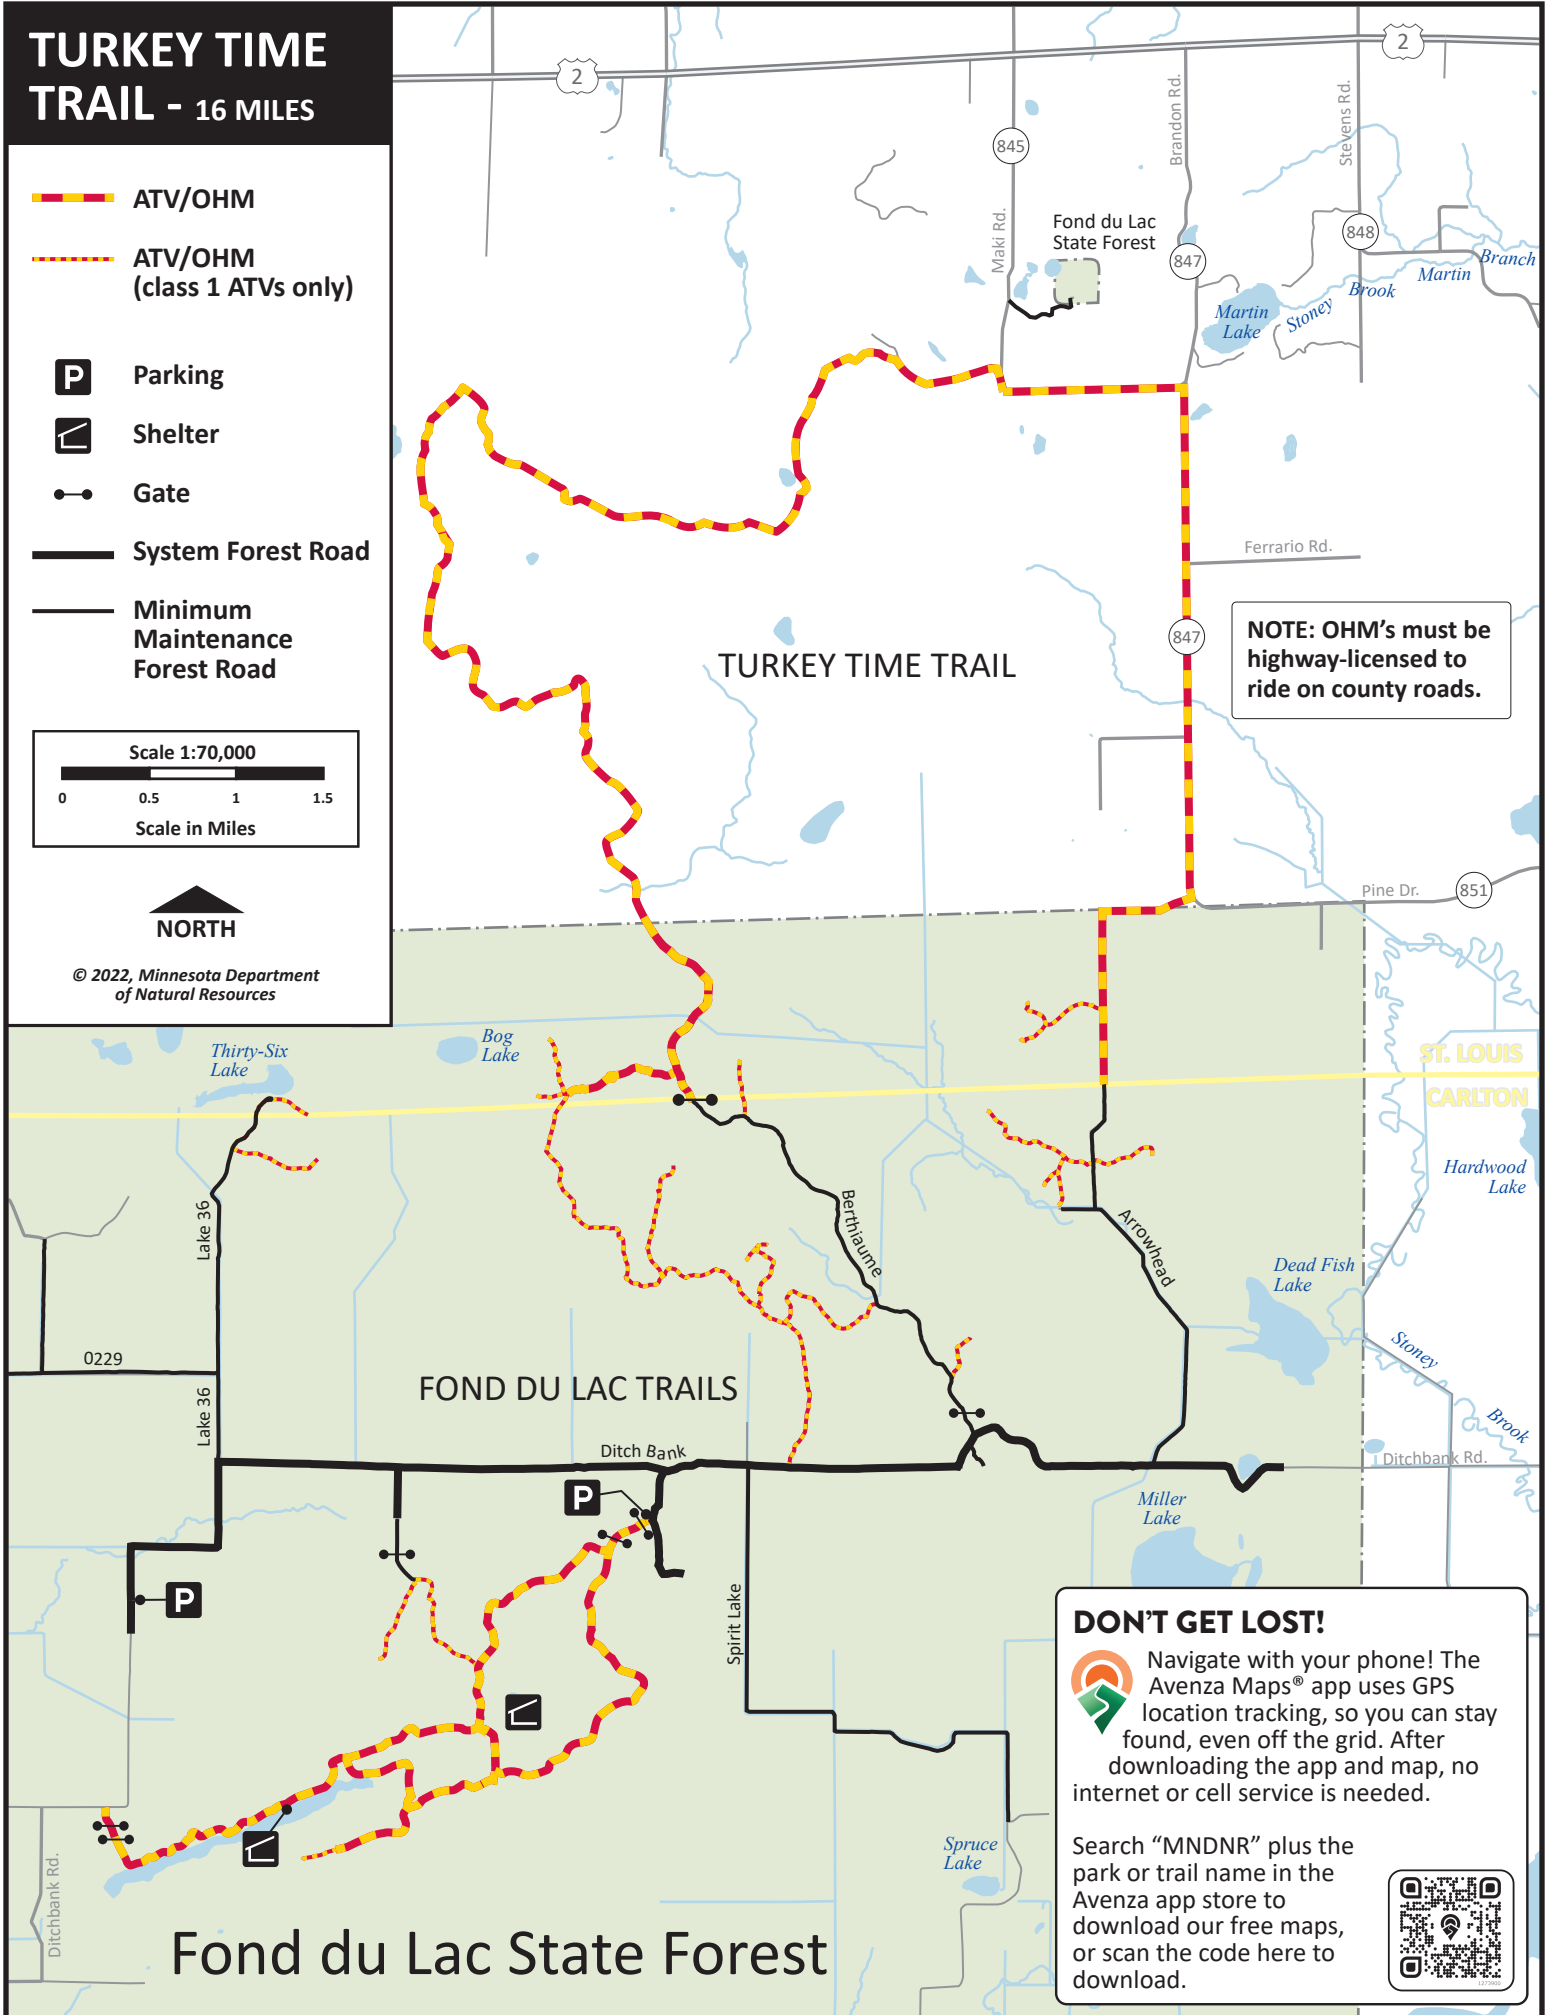 TURKEY TIME
TRAIL - 16 MILES
ATV/OHM
ATV/OHM
(class 1 ATVs only)
Parking
Shelter
Gate
System Forest Road
Minimum
Maintenance
Forest Road
Scale 1:70,000
0 0.5 1 1.5
Scale in Miles
NORTH
© 2022, Minnesota Department
of Natural Resources
P
2
2
845
Maki Rd.
Brandon Rd.
Stevens Rd.
Fond du Lac
State Forest
847
848
Martin
Lake
Stoney
Brook
Martin
Branch
Ferrario Rd.
847
NOTE: OHM's must be
highway-licensed to
ride on county roads.
TURKEY TIME TRAIL
Pine Dr.
851
Thirty-Six
Lake
Bog
Lake
ST. LOUIS
CARLTON
Hardwood
Lake
Lake 36
Berthiaume
Arrowhead
Dead Fish
Lake
Stoney
Brook
0229
Lake 36
FOND DU LAC TRAILS
Ditch Bank
Ditchbank Rd.
P
Miller
Lake
P
Spirit Lake
Spruce
Lake
Ditchbank Rd.
Fond du Lac State Forest
DON'T GET LOST!
Navigate with your phone! The
Avenza Maps® app uses GPS
location tracking, so you can stay
found, even off the grid. After
downloading the app and map, no
internet or cell service is needed.
Search “MNDNR” plus the
park or trail name in the
Avenza app store to
download our free maps,
or scan the code here to
download.